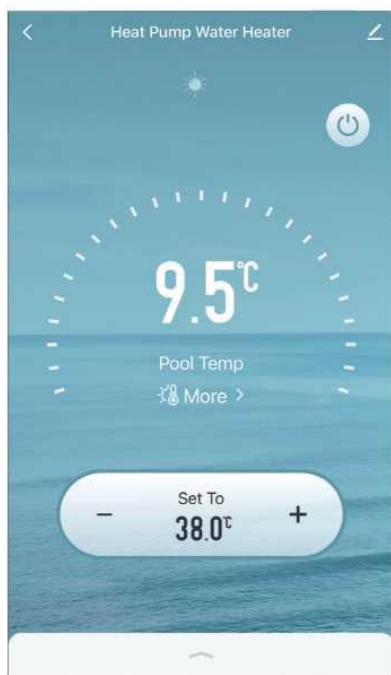 Heat Pump Water Heater
9.5°C
Pool Temp
More >
Set To
- 38.0°C +